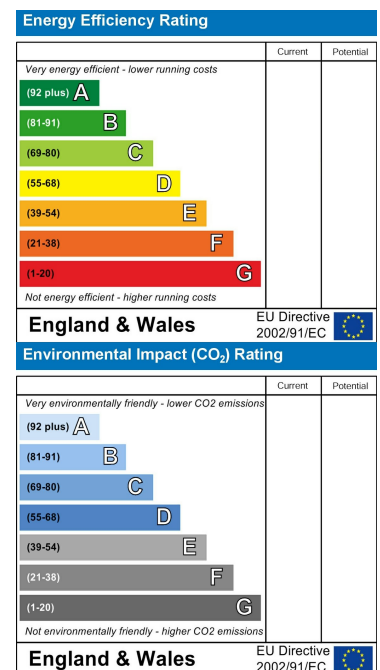 Energy Efficiency Rating
Current Potential
Very energy efficient - lower running costs
(92 plus) A
(81-91) B
(69-80) C
(55-68) D
(39-54) E
(21-38) F
(1-20) G
Not energy efficient - higher running costs
England & Wales EU Directive
2002/91/EC
Environmental Impact (CO₂) Rating
Current Potential
Very environmentally friendly - lower CO2 emissions
(92 plus) A
(81-91) B
(69-80) C
(55-68) D
(39-54) E
(21-38) F
(1-20) G
Not environmentally friendly - higher CO2 emissions
England & Wales EU Directive
2002/91/EC